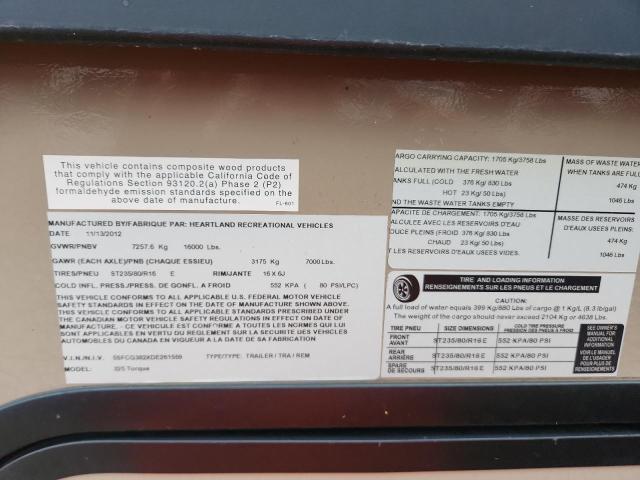 This vehicle contains composite wood products
that comply with the applicable California Code of
Regulations Section 93120.2(a) Phase 2 (P2)
formaldehyde emission standards specified on the
above date of manufacture.
FL-601
MANUFACTURED BY/FABRIQUE PAR: HEARTLAND RECREATIONAL VEHICLES
DATE 11/13/2012
GVWR/PNBV 7257.6 Kg 16000 Lbs.
GAWR (EACH AXLE)/PNB (CHAQUE ESSIEU) 3175 Kg 7000 Lbs.
TIRES/PNEU ST235/80/R16 E RIM/JANTE 16 X 6J
COLD INFL. PRESS./PRESS. DE GONFL. A FROID 552 KPA ( 80 PSI/LPC)
THIS VEHICLE CONFORMS TO ALL APPLICABLE U.S. FEDERAL MOTOR VEHICLE
SAFETY STANDARDS IN EFFECT ON THE DATE OF MANUFACTURE SHOWN ABOVE.
THIS VEHICLE CONFORMS TO ALL APPLICABLE STANDARDS PRESCRIBED UNDER
THE CANADIAN MOTOR VEHICLE SAFETY REGULATIONS IN EFFECT ON THE DATE OF
MANUFACTURE. - CE VEHICULE EST CONFORME A TOUTES LES NORMES QUI LUI
SONT APPLICABLES EN VERTU DU REGLEMENT SUR LA SECURITE DES VEHICULES
AUTOMOBILES DU CANADA EN VIGUEUR A LA DATE DE SA FABRICATION
V.I.N./N.I.V. TYPE/TYPE: TRAILER / TRA / REM
MODEL: 325 Torque
ARGO CARRYING CAPACITY: 1705 Kg/3758 Lbs
ALCULATED WITH THE FRESH WATER
ANKS FULL (COLD 376 Kg/ 830 Lbs
HOT 23 Kg/ 50 Lbs)
ND THE WASTE WATER TANKS EMPTY
MASS OF WASTE WATER
WHEN TANKS ARE FULL
474 Kg
1046 Lbs
APACITE DE CHARGEMENT: 1705 Kg/3758 Lbs
ALCULEE AVEC LES RESERVOIRS D'EAU
OUCE PLEINS (FROID 376 Kg/ 830 Lbs
CHAUD 23 Kg/ 50 Lbs)
T LES RESERVOIRS D'EAUX USEES VIDES.
MASSE DES RESERVOIRS
D'EAUX USEES PLEINS:
474 Kg
1046 Lbs
TIRE AND LOADING INFORMATION
RENSEIGNEMENTS SUR LES PNEUS ET LE CHARGEMENT
CAUTION:
A full load of water equals 399 Kg/880 Lbs of cargo @ 1 Kg/L (8.3 lb/gal)
The weight of the cargo should never exceed 2104 Kg or 4638 Lbs.
TIRE PNEU SIZE DIMENSIONS COLD TIRE PRESSURE
PRESSION DES PNEUS A FROID
FRONT
AVANT ST235/80/R16 E 552 KPA/80 PSI
REAR
ARRIÈRE ST235/80/R16 E 552 KPA/80 PSI
SPARE
DE SECOURS ST235/80/R16 E 552 KPA/80 PSI
SEE OWNER'S
MANUAL FOR
ADDITIONAL
INFORMATION
VOIR LE MANUEL
DE L'USAGER
POUR PLUS DE
RENSEIGNEMENTS